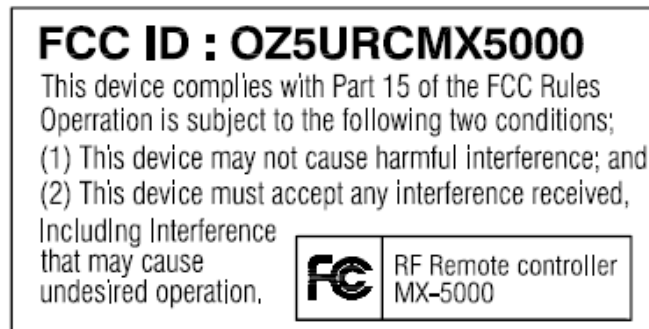 FCC ID : OZ5URCMX5000
This device complies with Part 15 of the FCC Rules
Operration is subject to the following two conditions;
(1) This device may not cause harmful interference; and
(2) This device must accept any interference received,
Including Interference
that may cause
undesired operation.
FC
RF Remote controller
MX-5000